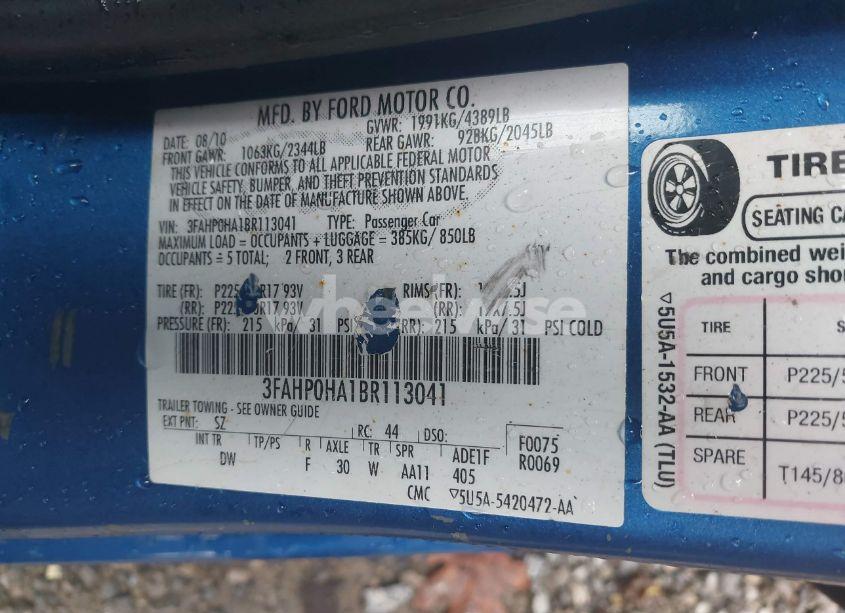 MFD. BY FORD MOTOR CO.
DATE: 08/10 GVWR: 1991KG/4389LB
FRONT GAWR: 1063KG/2344LB REAR GAWR: 928KG/2045LB
THIS VEHICLE CONFORMS TO ALL APPLICABLE FEDERAL MOTOR
VEHICLE SAFETY, BUMPER, AND THEFT PREVENTION STANDARDS
IN EFFECT ON THE DATE OF MANUFACTURE SHOWN ABOVE.
VIN: 3FAHP0HA1BR113041 TYPE: Passenger Car
MAXIMUM LOAD = OCCUPANTS + LUGGAGE = 385KG/ 850LB
OCCUPANTS = 5 TOTAL; 2 FRONT, 3 REAR
TIRE (FR): P225 R17 93V RIMS (FR):
(RR): P22 R17 93V (RR):
PRESSURE (FR): 215 kPa/ 31 PSI (RR): 215 kPa/ 31 PSI COLD
wheelwise
3FAHP0HA1BR113041
TRAILER TOWING - SEE OWNER GUIDE
EXT PNT: SZ RC: 44 DSO: F0075
INT TR TP/PS R AXLE TR SPR ADE1F R0069
DW F 30 W AA11 405
CMC ▽5U5A-5420472-AA
TIRE
SEATING CA
The combined wei
and cargo sho
▽5U5A-1532-AA (TLU)
TIRE S
FRONT P225/5
REAR P225/5
SPARE T145/8